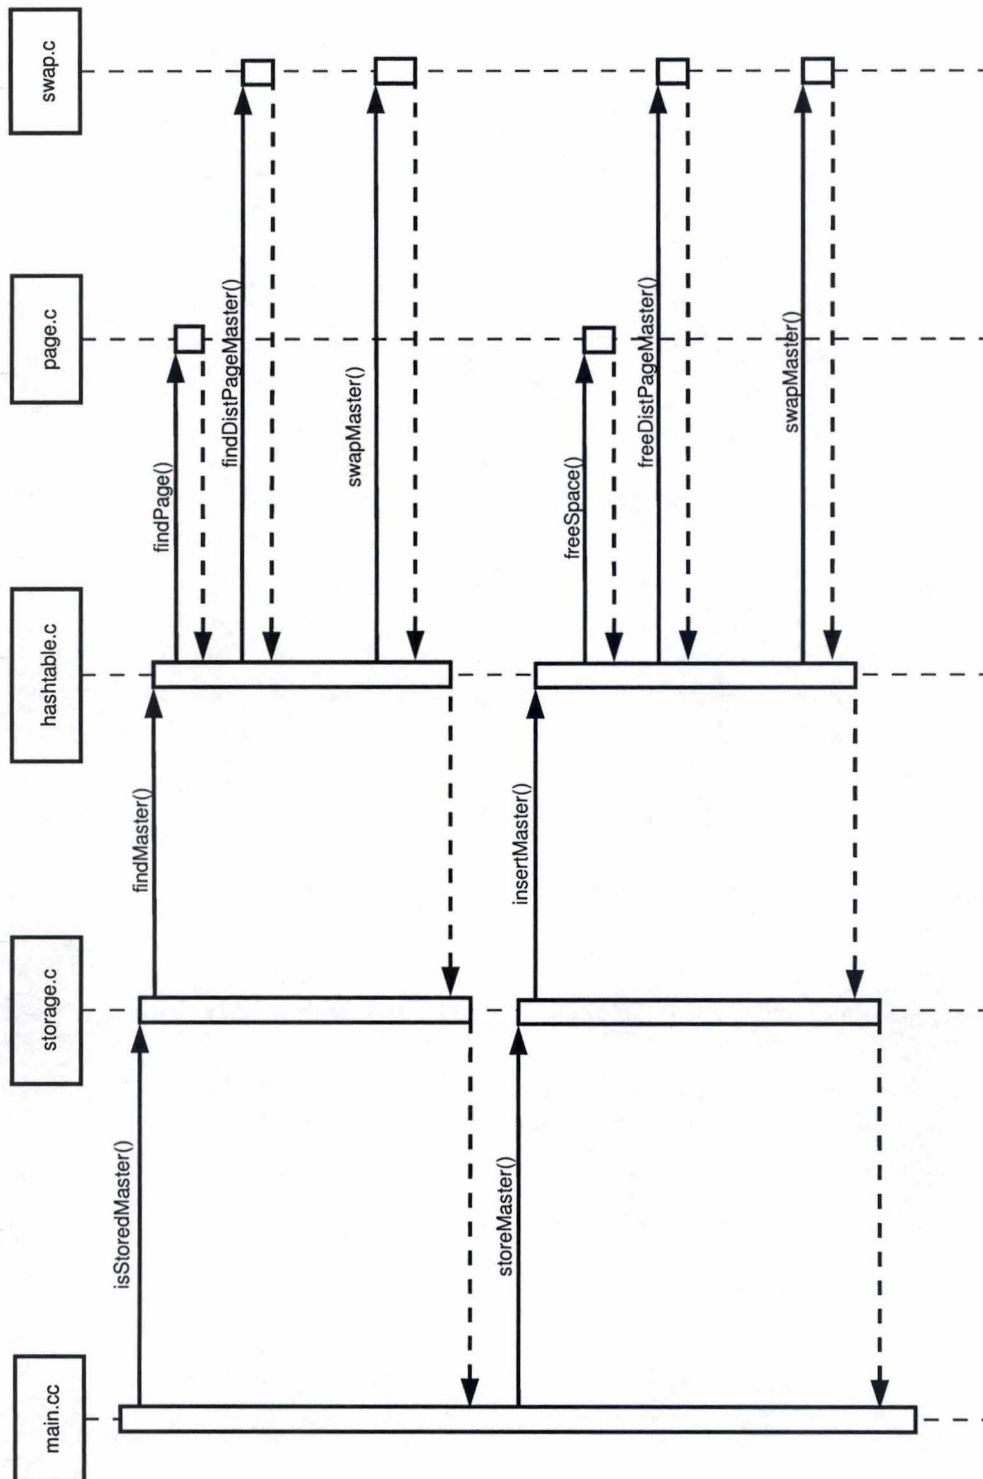 main.cc
storage.c
hashtable.c
page.c
swap.c
isStoredMaster()
findMaster()
findPage()
findDistPageMaster()
swapMaster()
storeMaster()
insertMaster()
freeSpace()
freeDistPageMaster()
swapMaster()